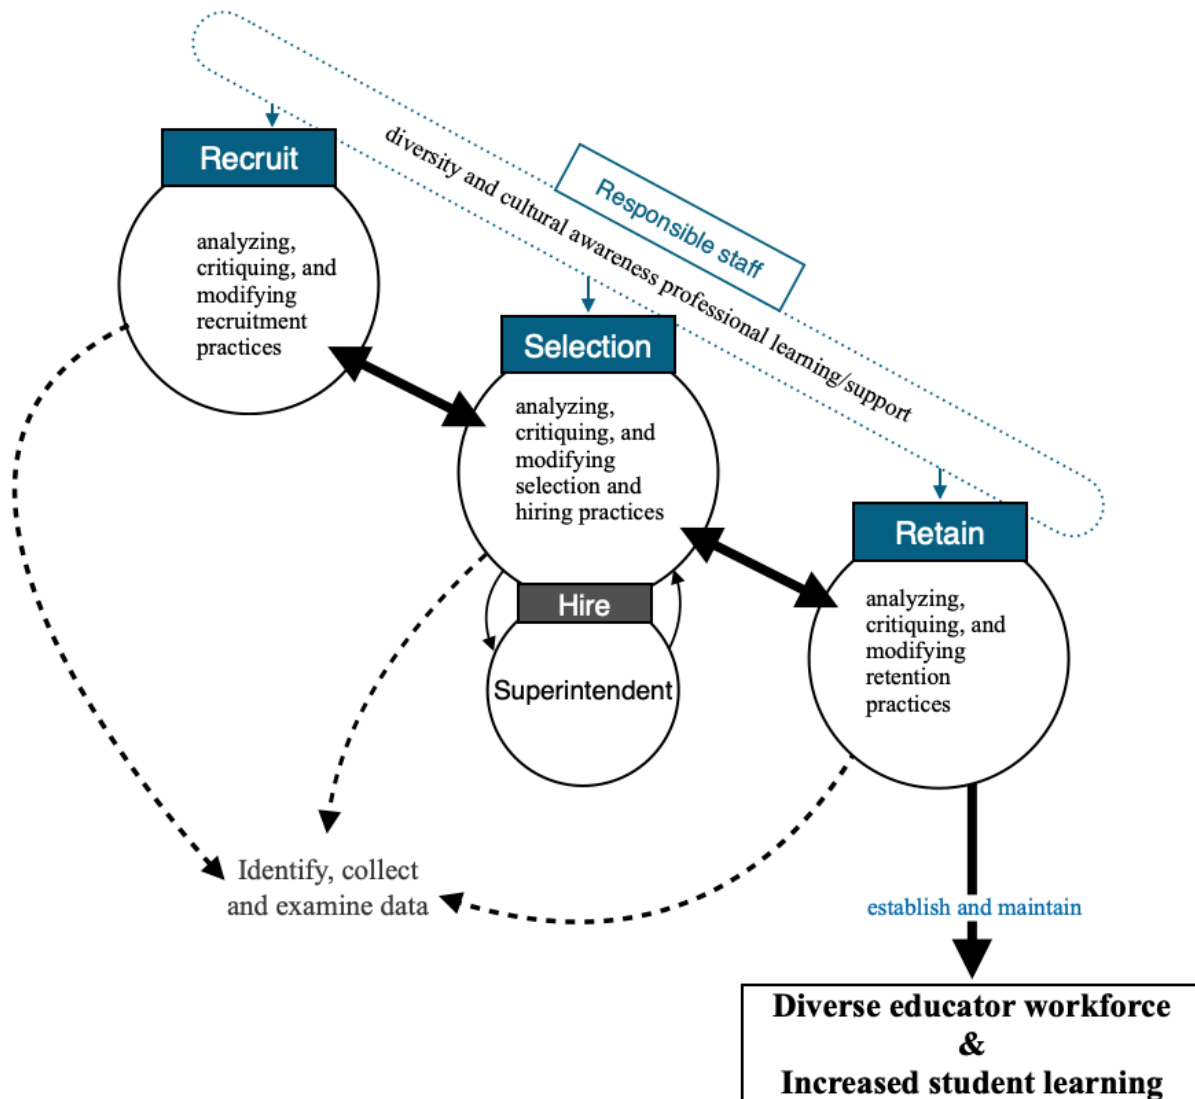 Recruit
analyzing,
critiquing, and
modifying
recruitment
practices
Responsible staff
diversity and cultural awareness professional learning/support
Selection
analyzing,
critiquing, and
modifying
selection and
hiring practices
Hire
Superintendent
Retain
analyzing,
critiquing, and
modifying
retention
practices
Identify, collect
and examine data
establish and maintain
Diverse educator workforce
&
Increased student learning